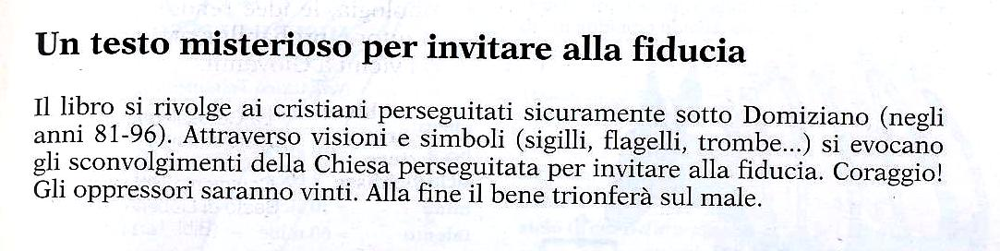 Un testo misterioso per invitare alla fiducia
Il libro si rivolge ai cristiani perseguitati sicuramente sotto Domiziano (negli
anni 81-96). Attraverso visioni e simboli (sigilli, flagelli, trombe...) si evocano
gli sconvolgimenti della Chiesa perseguitata per invitare alla fiducia. Coraggio!
Gli oppressori saranno vinti. Alla fine il bene trionferà sul male.